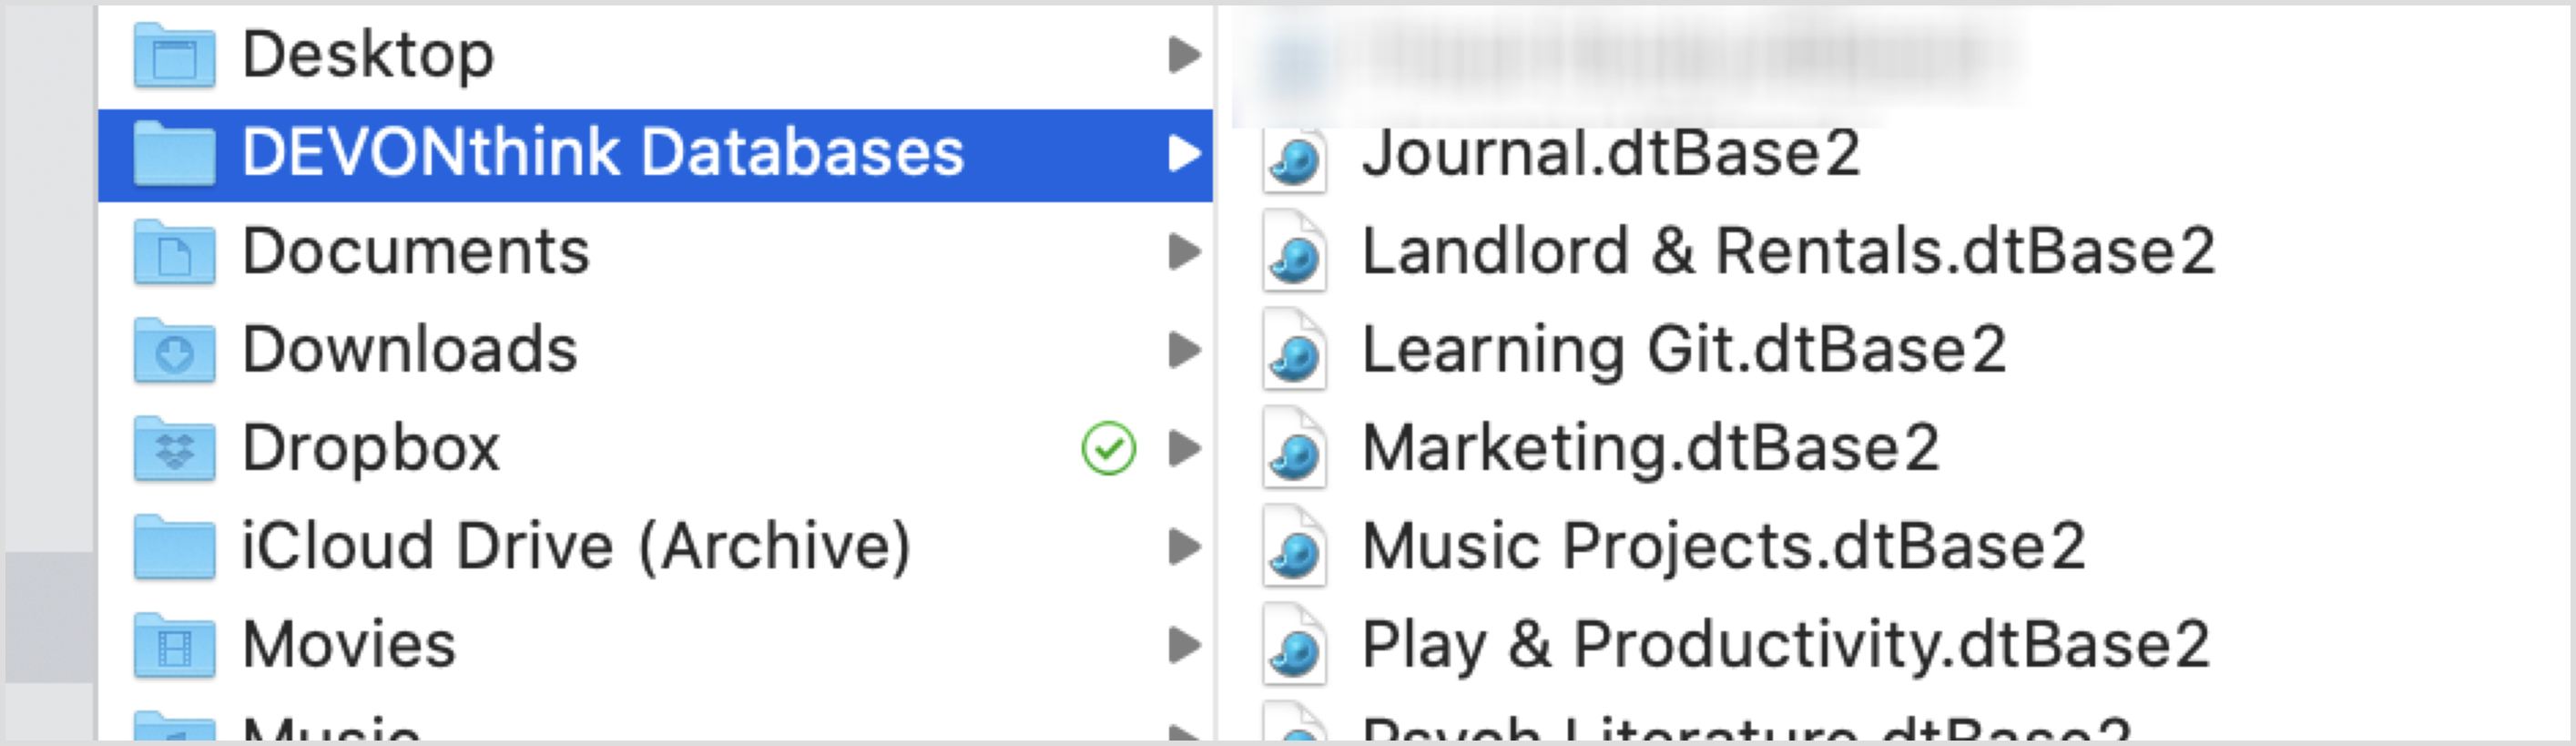 Desktop
DEVONthink Databases
Documents
Downloads
Dropbox
iCloud Drive (Archive)
Movies
Music
Journal.dtBase2
Landlord & Rentals.dtBase2
Learning Git.dtBase2
Marketing.dtBase2
Music Projects.dtBase2
Play & Productivity.dtBase2
Psych Literature.dtBase2